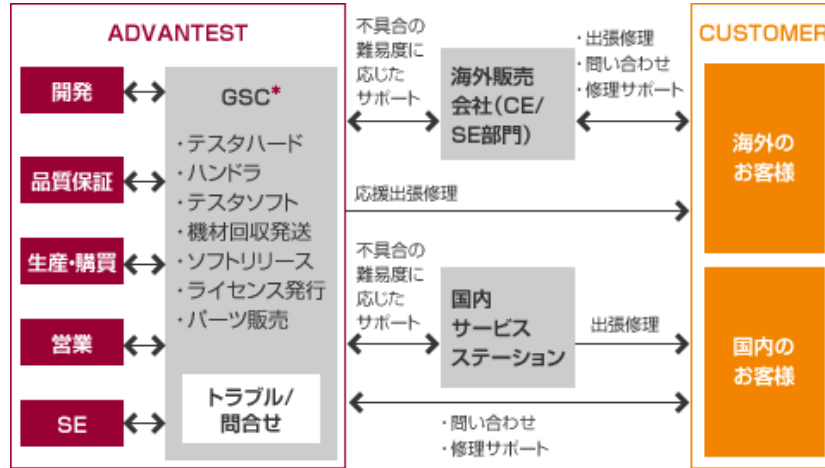 ADVANTEST
開発
品質保証
生産・購買
営業
SE
GSC*
・テスタハード
・ハンドラ
・テスタソフト
・機材回収発送
・ソフトリリース
・ライセンス発行
・パーツ販売
トラブル/
問合せ
不具合の
難易度に
応じた
サポート
海外販売
会社(CE/
SE部門)
・出張修理
・問い合わせ
・修理サポート
応援出張修理
不具合の
難易度に
応じた
サポート
国内
サービス
ステーション
出張修理
・問い合わせ
・修理サポート
CUSTOMER
海外の
お客様
国内の
お客様